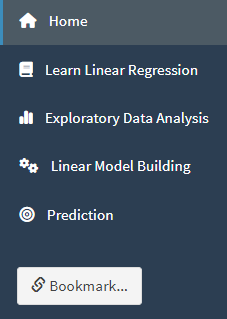 Home
Learn Linear Regression
Exploratory Data Analysis
Linear Model Building
Prediction
Bookmark...